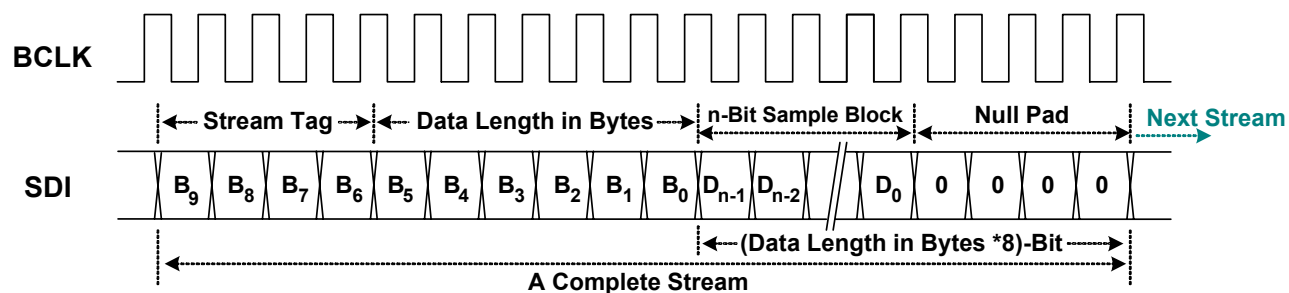 BCLK
Stream Tag
Data Length in Bytes
n-Bit Sample Block
Null Pad
Next Stream
SDI
B9 B8 B7 B6 B5 B4 B3 B2 B1 B0 Dn-1 Dn-2 D0 0 0 0 0
(Data Length in Bytes *8)-Bit
A Complete Stream